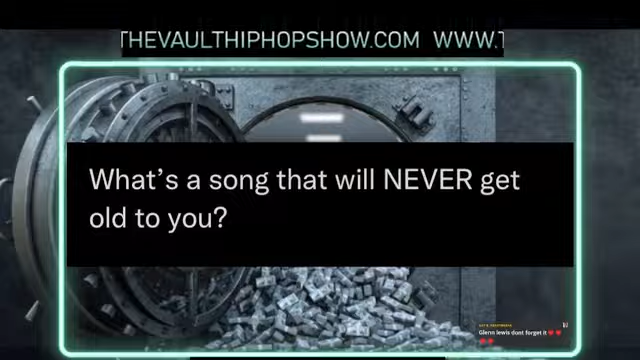 THEVAULTHIPHOPSHOW.COM WWW.
What's a song that will NEVER get
old to you?
Glenn lewis dont forget it❤️❤️
❤️❤️